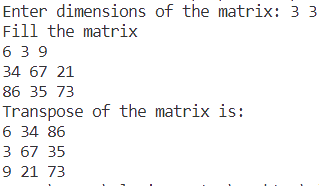 Enter dimensions of the matrix: 3 3
Fill the matrix
6 3 9
34 67 21
86 35 73
Transpose of the matrix is:
6 34 86
3 67 35
9 21 73